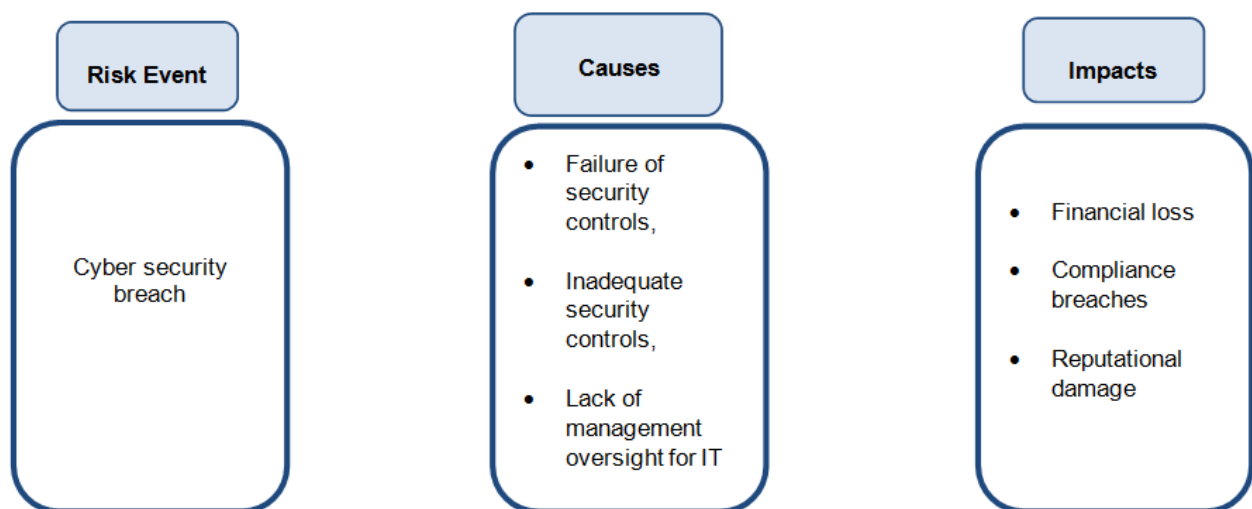 Risk Event
Cyber security
breach
Causes
• Failure of
security
controls,
• Inadequate
security
controls,
• Lack of
management
oversight for IT
Impacts
• Financial loss
• Compliance
breaches
• Reputational
damage